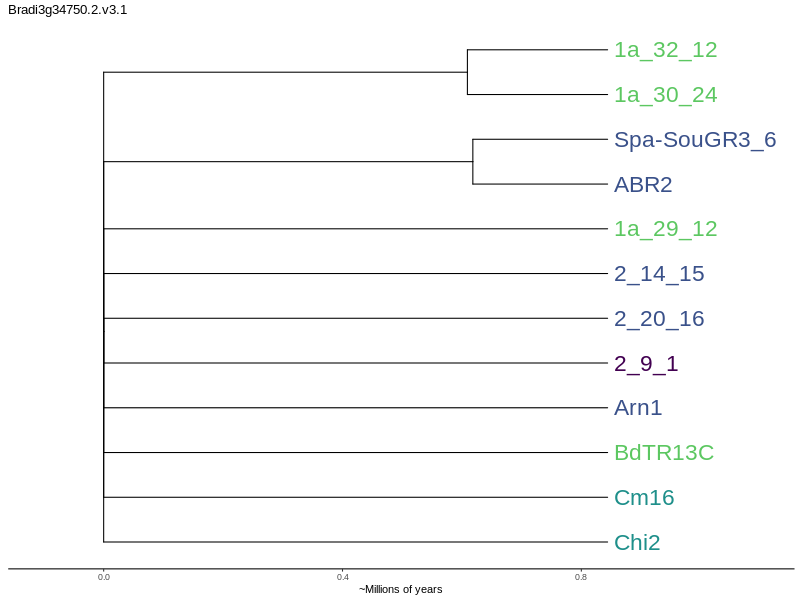 Bradi3g34750.2.v3.1
1a_32_12
1a_30_24
Spa-SouGR3_6
ABR2
1a_29_12
2_14_15
2_20_16
2_9_1
Arn1
BdTR13C
Cm16
Chi2
0.0 0.4 0.8
~Millions of years